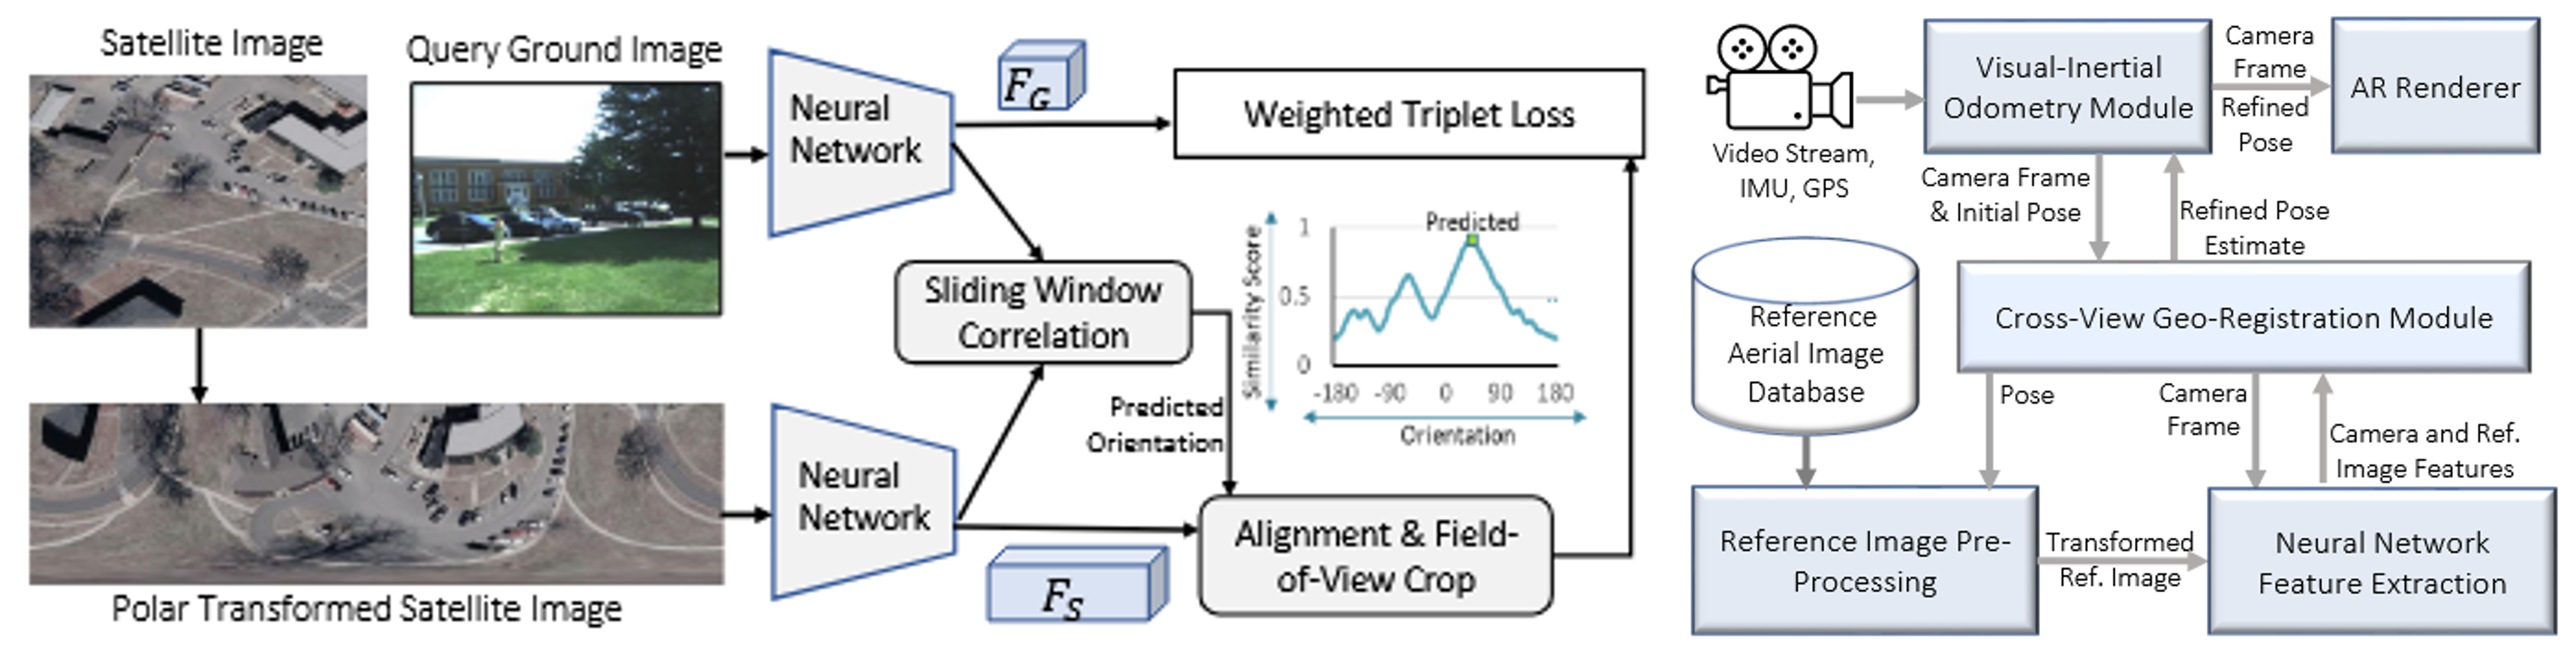 Satellite Image
Query Ground Image
Neural
Network
F_G
Weighted Triplet Loss
Sliding Window
Correlation
Predicted
Orientation
Similarity Score
1
0.5
0
Predicted
-180 -90 0 90 180
Orientation
Polar Transformed Satellite Image
Neural
Network
F_S
Alignment & Field-
of-View Crop
Video Stream,
IMU, GPS
Visual-Inertial
Odometry Module
Camera
Frame
Refined
Pose
AR Renderer
Camera Frame
& Initial Pose
Refined Pose
Estimate
Reference
Aerial Image
Database
Cross-View Geo-Registration Module
Pose
Camera
Frame
Camera and Ref.
Image Features
Reference Image Pre-
Processing
Transformed
Ref. Image
Neural Network
Feature Extraction